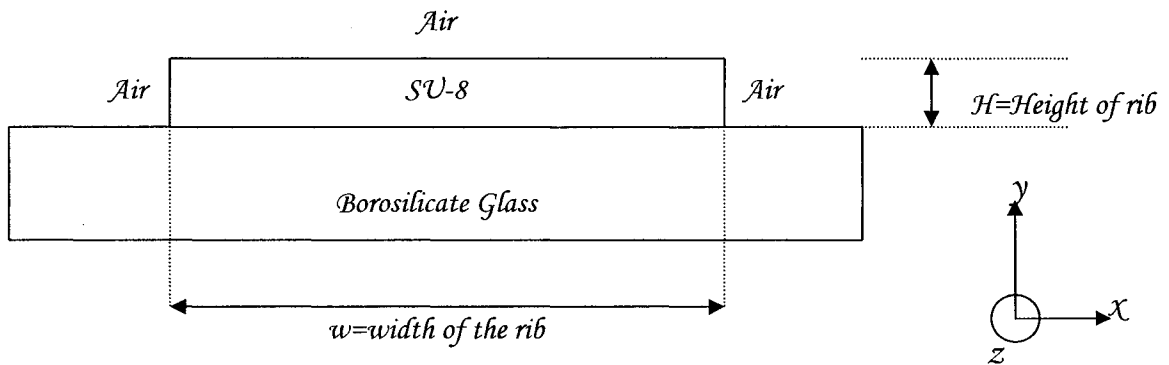 Air
Air
SU-8
Air
H=Height of rib
Borosilicate Glass
y
w=width of the rib
x
z